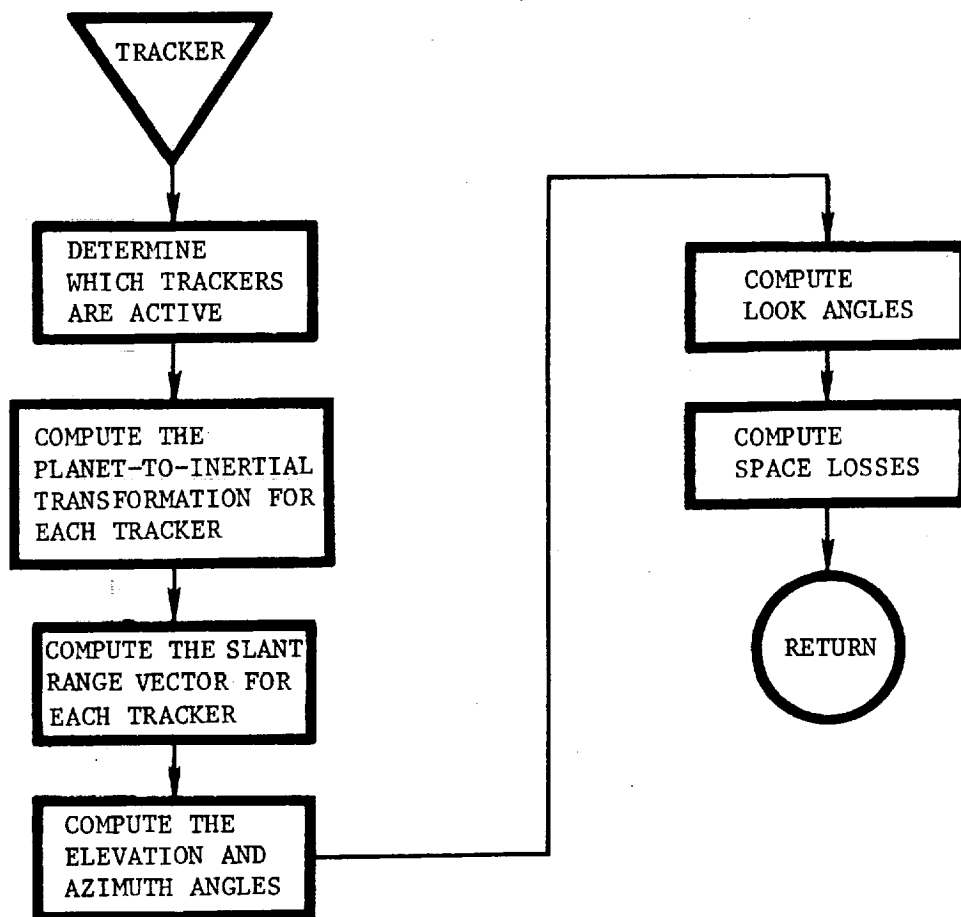 TRACKER
DETERMINE
WHICH TRACKERS
ARE ACTIVE
COMPUTE THE
PLANET-TO-INERTIAL
TRANSFORMATION FOR
EACH TRACKER
COMPUTE THE SLANT
RANGE VECTOR FOR
EACH TRACKER
COMPUTE THE
ELEVATION AND
AZIMUTH ANGLES
COMPUTE
LOOK ANGLES
COMPUTE
SPACE LOSSES
RETURN